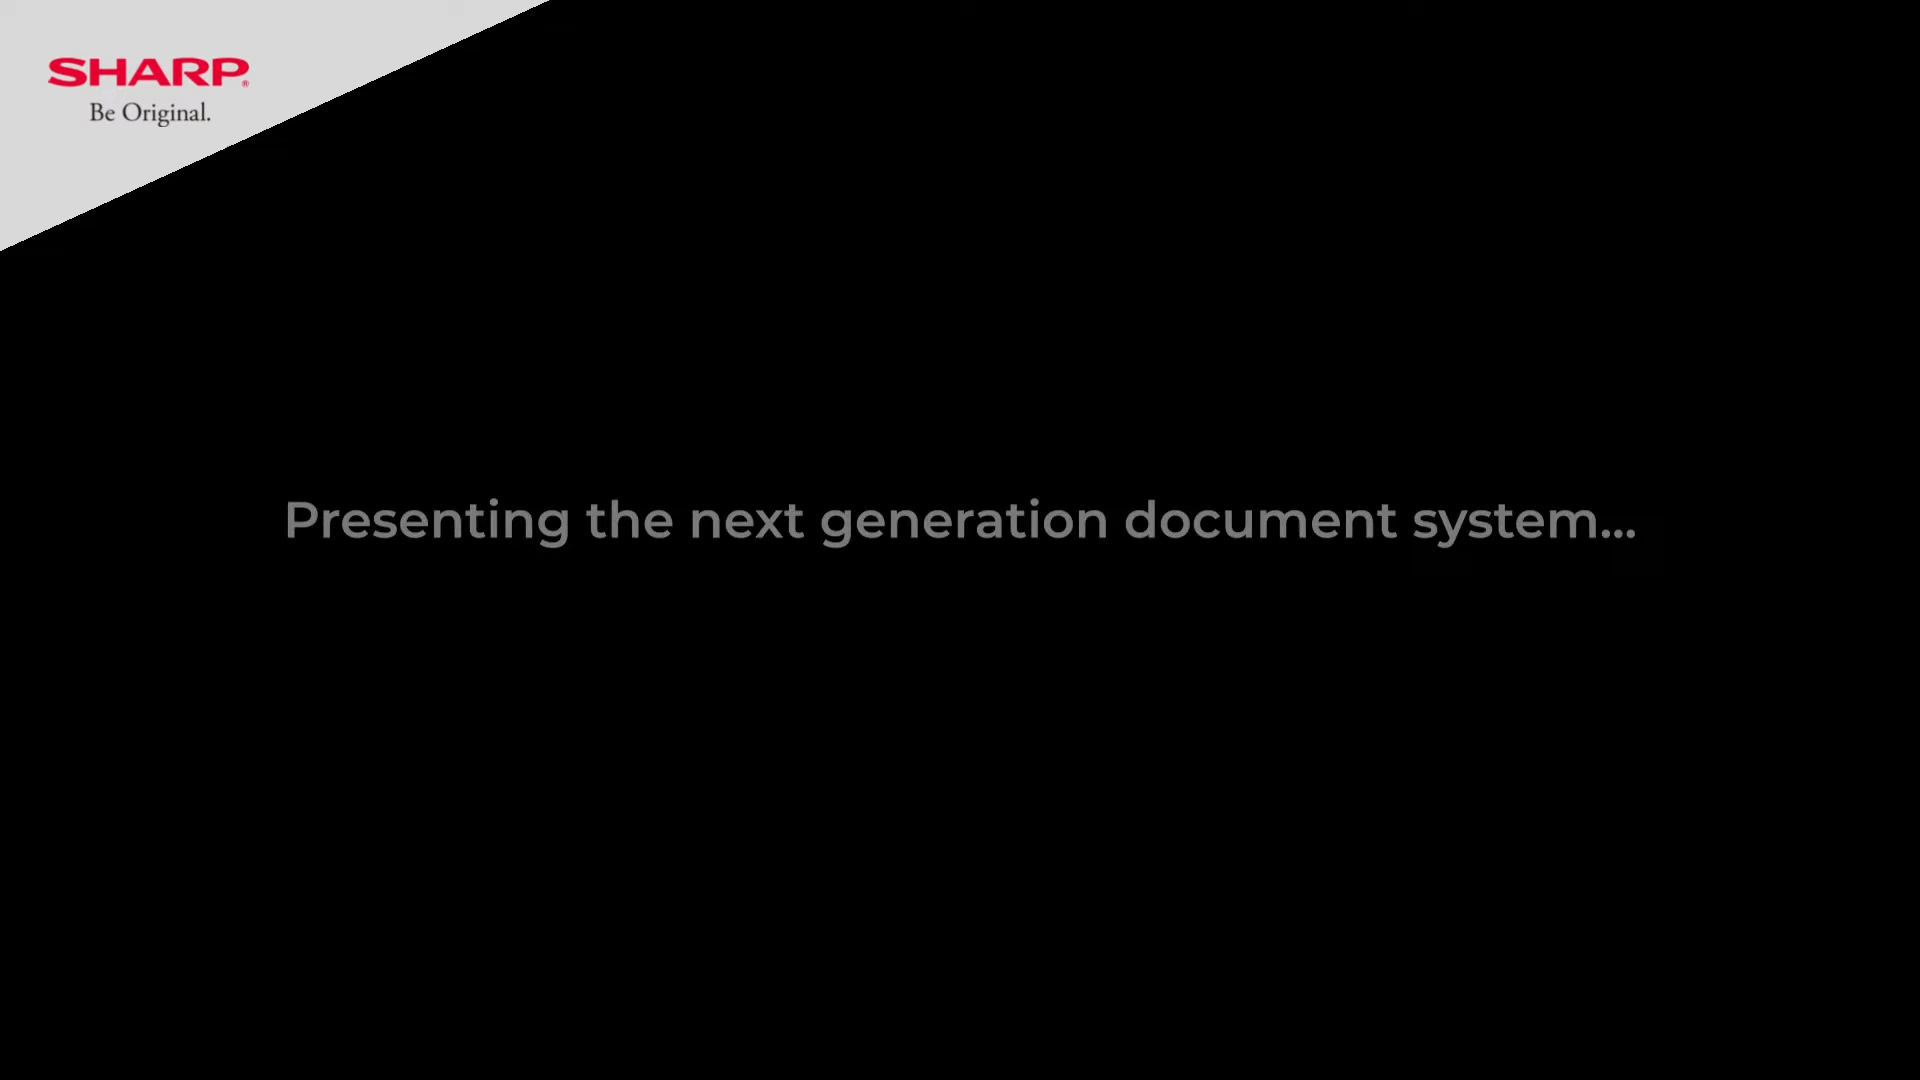 SHARP®
Be Original.
Presenting the next generation document system...